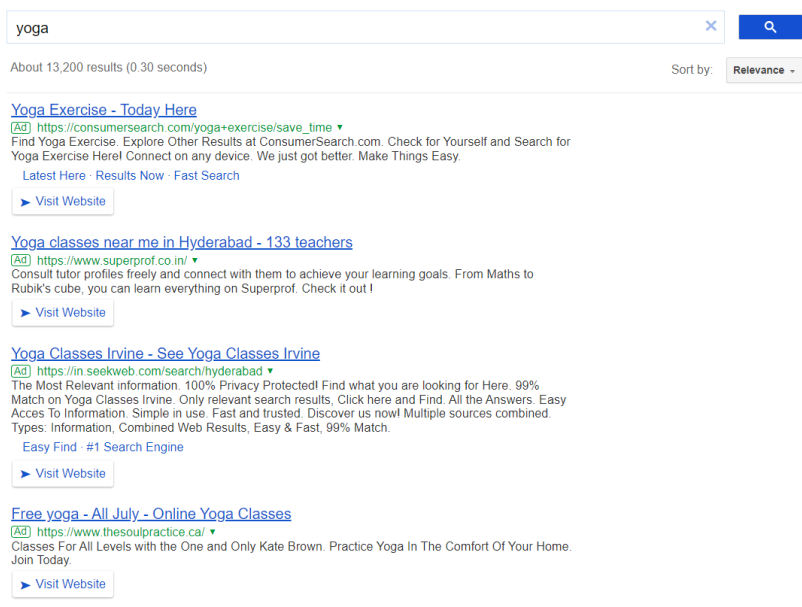 yoga
About 13,200 results (0.30 seconds)
Sort by:
Relevance
Yoga Exercise - Today Here
Ad https://consumersearch.com/yoga+exercise/save_time
Find Yoga Exercise. Explore Other Results at ConsumerSearch.com. Check for Yourself and Search for
Yoga Exercise Here! Connect on any device. We just got better. Make Things Easy.
Latest Here · Results Now · Fast Search
Visit Website
Yoga classes near me in Hyderabad - 133 teachers
Ad https://www.superprof.co.in/
Consult tutor profiles freely and connect with them to achieve your learning goals. From Maths to
Rubik's cube, you can learn everything on Superprof. Check it out !
Visit Website
Yoga Classes Irvine - See Yoga Classes Irvine
Ad https://in.seekweb.com/search/hyderabad
The Most Relevant information. 100% Privacy Protected! Find what you are looking for Here. 99%
Match on Yoga Classes Irvine. Only relevant search results, Click here and Find. All the Answers. Easy
Acces To Information. Simple in use. Fast and trusted. Discover us now! Multiple sources combined.
Types: Information, Combined Web Results, Easy & Fast, 99% Match.
Easy Find · #1 Search Engine
Visit Website
Free yoga - All July - Online Yoga Classes
Ad https://www.thesoulpractice.ca/
Classes For All Levels with the One and Only Kate Brown. Practice Yoga In The Comfort Of Your Home.
Join Today.
Visit Website